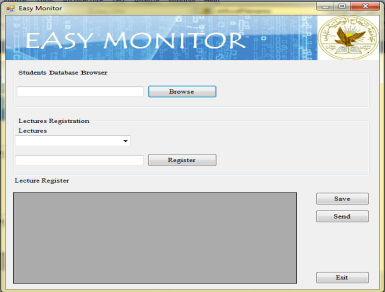 Easy Monitor
EASY MONITOR
Students Database Browser
Browse
Lectures Registration
Lectures
Register
Lecture Register
Save
Send
Exit